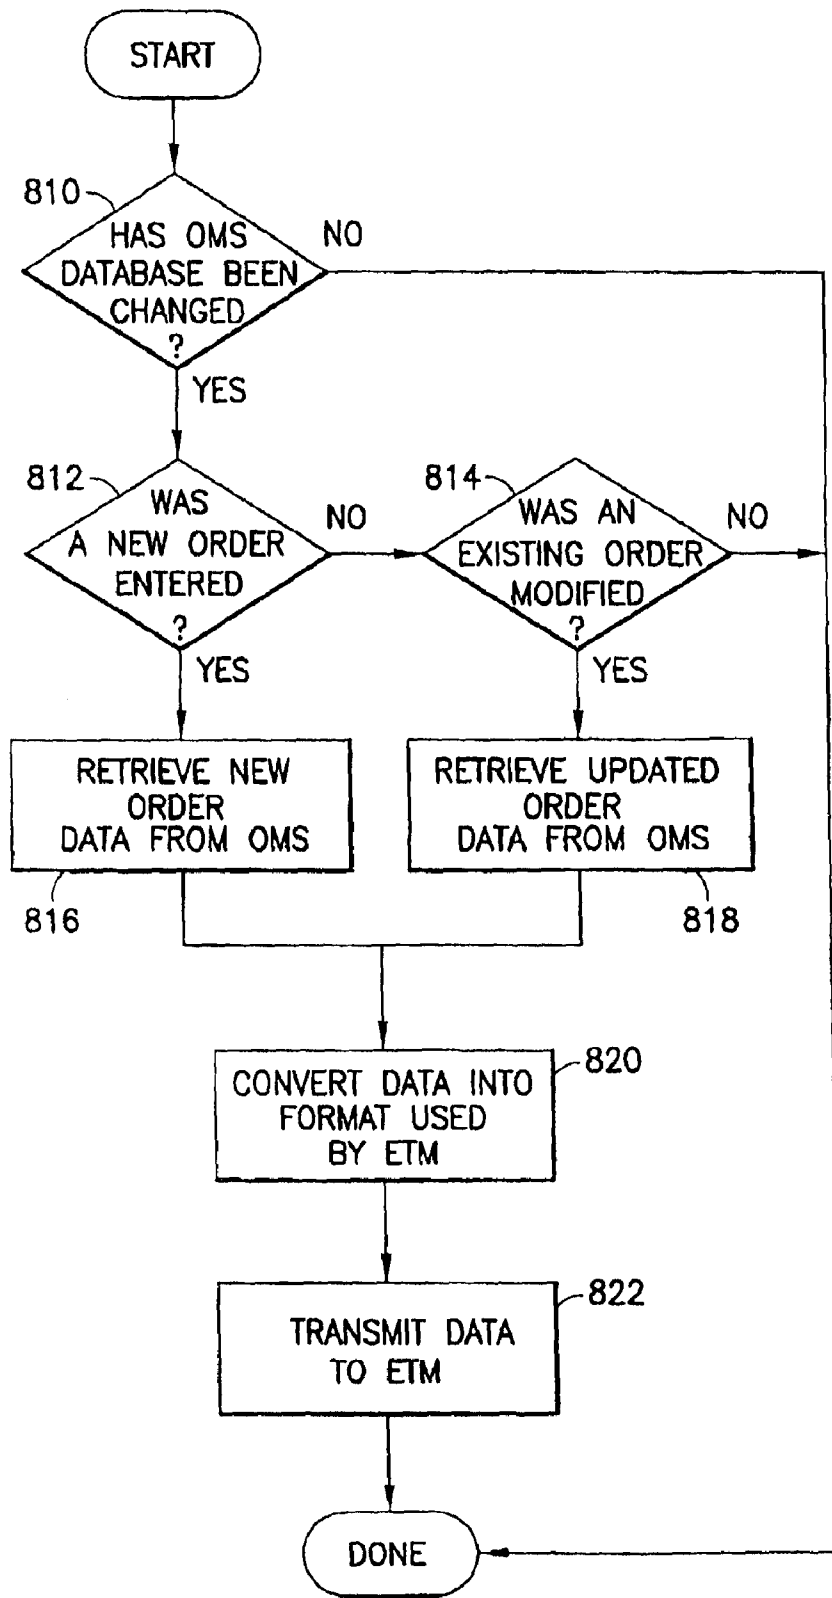 START
810
HAS OMS
DATABASE BEEN
CHANGED
?
NO
YES
812
WAS
A NEW ORDER
ENTERED
?
NO
YES
814
WAS AN
EXISTING ORDER
MODIFIED
?
NO
YES
RETRIEVE NEW
ORDER
DATA FROM OMS
816
RETRIEVE UPDATED
ORDER
DATA FROM OMS
818
CONVERT DATA INTO
FORMAT USED
BY ETM
820
TRANSMIT DATA
TO ETM
822
DONE